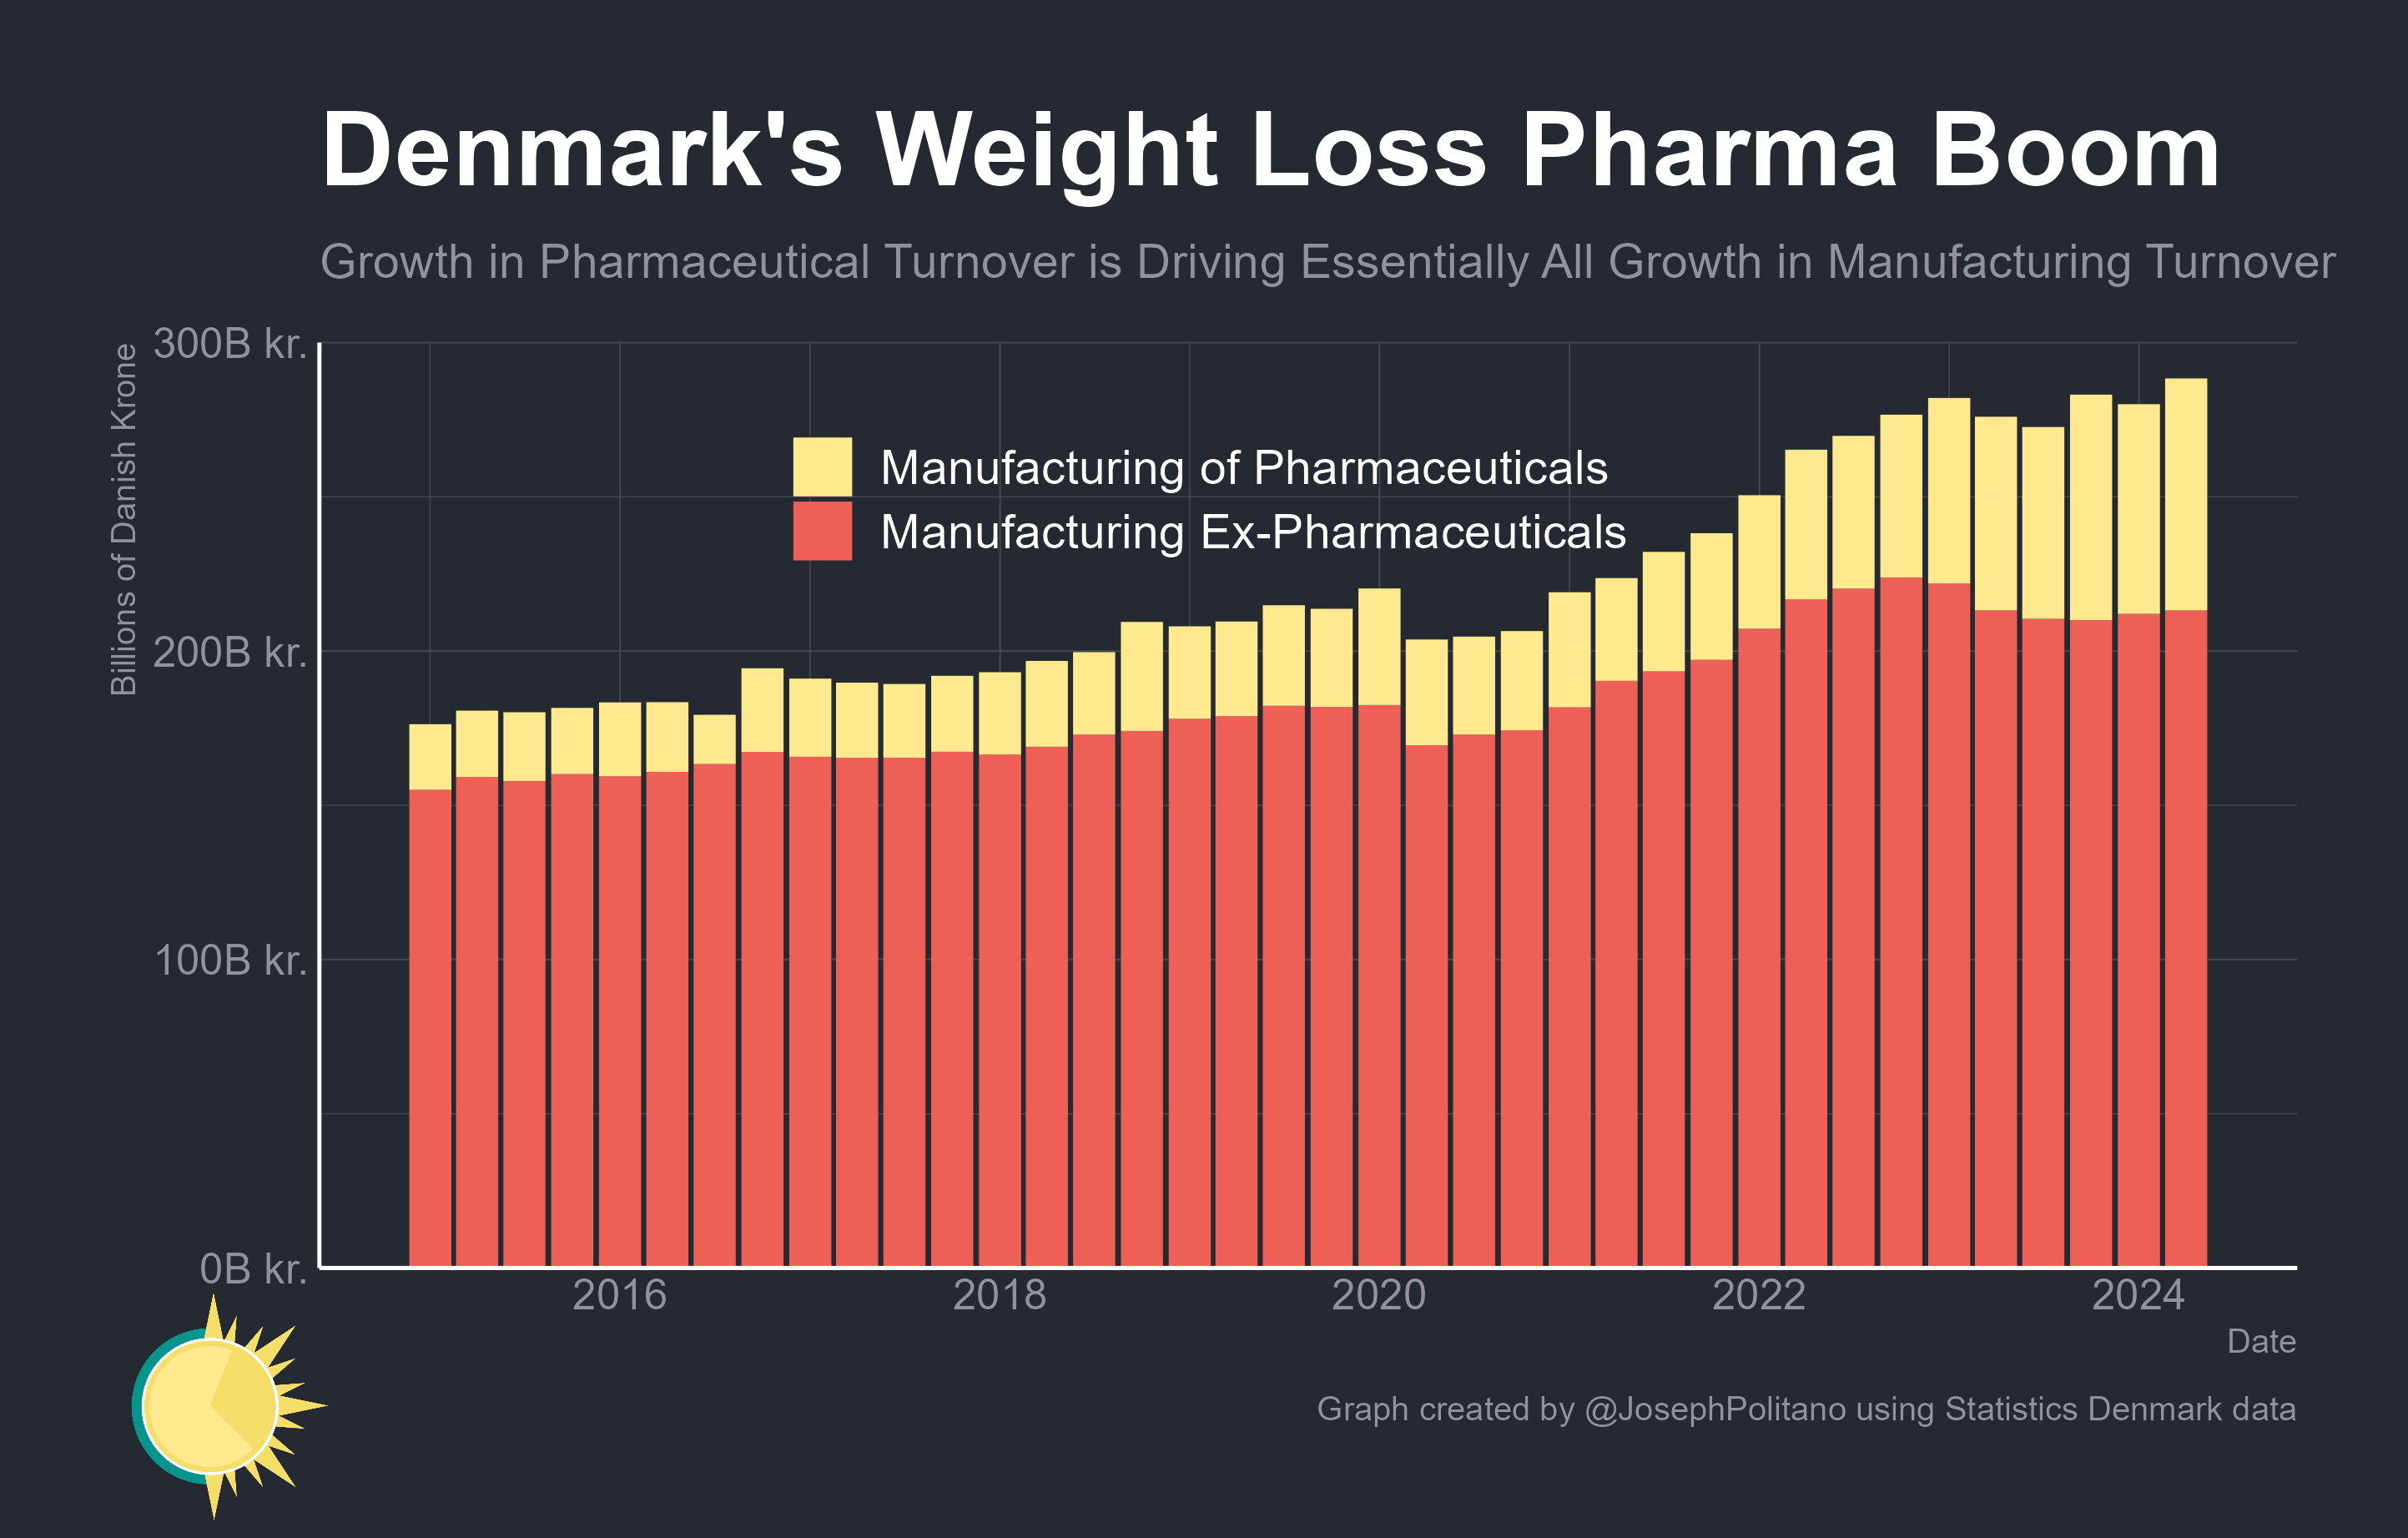 Denmark's Weight Loss Pharma Boom
Growth in Pharmaceutical Turnover is Driving Essentially All Growth in Manufacturing Turnover
Billions of Danish Krone
300B kr.
200B kr.
100B kr.
0B kr.
Manufacturing of Pharmaceuticals
Manufacturing Ex-Pharmaceuticals
2016
2018
2020
2022
2024
Date
Graph created by @JosephPolitano using Statistics Denmark data